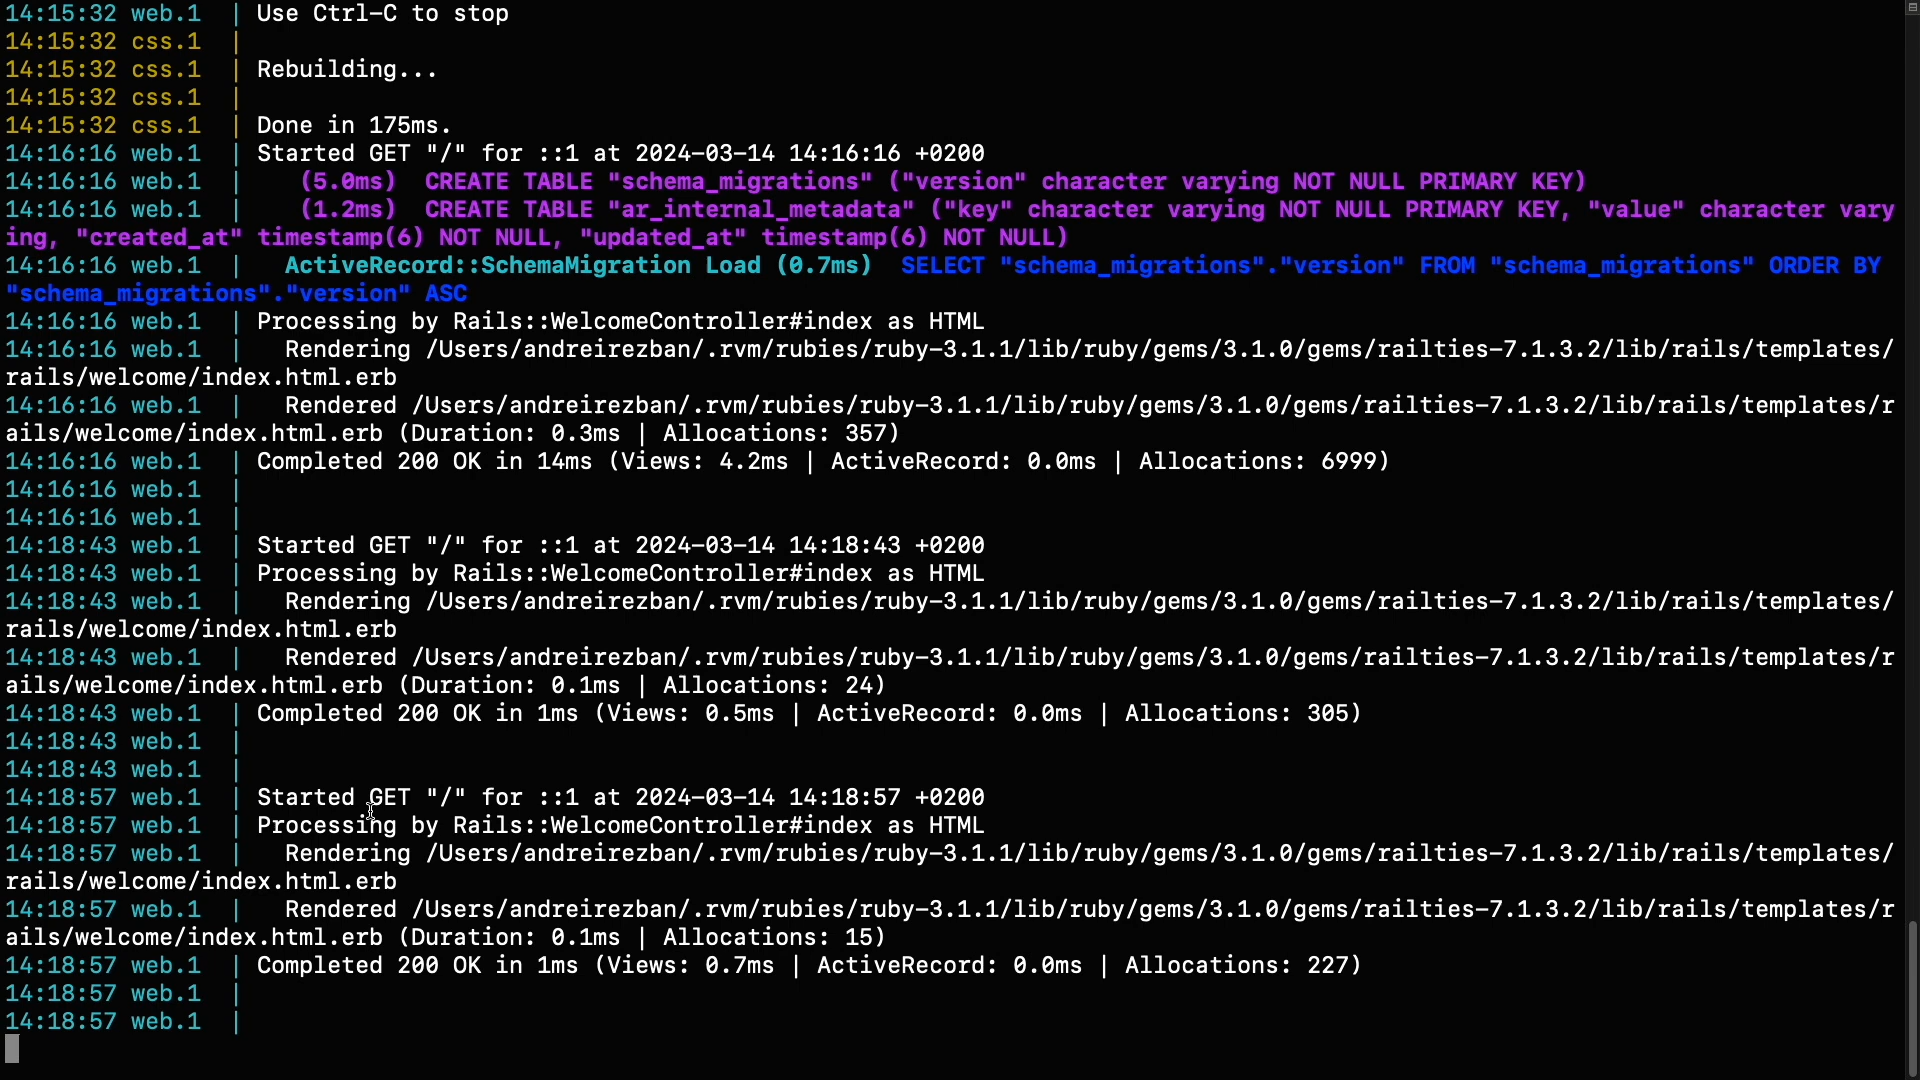 14:15:32 web.1  | Use Ctrl-C to stop
14:15:32 css.1  |
14:15:32 css.1  | Rebuilding...
14:15:32 css.1  |
14:15:32 css.1  | Done in 175ms.
14:16:16 web.1  | Started GET "/" for ::1 at 2024-03-14 14:16:16 +0200
14:16:16 web.1  |    (5.0ms)  CREATE TABLE "schema_migrations" ("version" character varying NOT NULL PRIMARY KEY)
14:16:16 web.1  |    (1.2ms)  CREATE TABLE "ar_internal_metadata" ("key" character varying NOT NULL PRIMARY KEY, "value" character vary
ing, "created_at" timestamp(6) NOT NULL, "updated_at" timestamp(6) NOT NULL)
14:16:16 web.1  |   ActiveRecord::SchemaMigration Load (0.7ms)  SELECT "schema_migrations"."version" FROM "schema_migrations" ORDER BY
"schema_migrations"."version" ASC
14:16:16 web.1  | Processing by Rails::WelcomeController#index as HTML
14:16:16 web.1  |   Rendering /Users/andreirezban/.rvm/rubies/ruby-3.1.1/lib/ruby/gems/3.1.0/gems/railties-7.1.3.2/lib/rails/templates/
rails/welcome/index.html.erb
14:16:16 web.1  |   Rendered /Users/andreirezban/.rvm/rubies/ruby-3.1.1/lib/ruby/gems/3.1.0/gems/railties-7.1.3.2/lib/rails/templates/r
ails/welcome/index.html.erb (Duration: 0.3ms | Allocations: 357)
14:16:16 web.1  | Completed 200 OK in 14ms (Views: 4.2ms | ActiveRecord: 0.0ms | Allocations: 6999)
14:16:16 web.1  |
14:16:16 web.1  |
14:18:43 web.1  | Started GET "/" for ::1 at 2024-03-14 14:18:43 +0200
14:18:43 web.1  | Processing by Rails::WelcomeController#index as HTML
14:18:43 web.1  |   Rendering /Users/andreirezban/.rvm/rubies/ruby-3.1.1/lib/ruby/gems/3.1.0/gems/railties-7.1.3.2/lib/rails/templates/
rails/welcome/index.html.erb
14:18:43 web.1  |   Rendered /Users/andreirezban/.rvm/rubies/ruby-3.1.1/lib/ruby/gems/3.1.0/gems/railties-7.1.3.2/lib/rails/templates/r
ails/welcome/index.html.erb (Duration: 0.1ms | Allocations: 24)
14:18:43 web.1  | Completed 200 OK in 1ms (Views: 0.5ms | ActiveRecord: 0.0ms | Allocations: 305)
14:18:43 web.1  |
14:18:43 web.1  |
14:18:57 web.1  | Started GET "/" for ::1 at 2024-03-14 14:18:57 +0200
14:18:57 web.1  | Processing by Rails::WelcomeController#index as HTML
14:18:57 web.1  |   Rendering /Users/andreirezban/.rvm/rubies/ruby-3.1.1/lib/ruby/gems/3.1.0/gems/railties-7.1.3.2/lib/rails/templates/
rails/welcome/index.html.erb
14:18:57 web.1  |   Rendered /Users/andreirezban/.rvm/rubies/ruby-3.1.1/lib/ruby/gems/3.1.0/gems/railties-7.1.3.2/lib/rails/templates/r
ails/welcome/index.html.erb (Duration: 0.1ms | Allocations: 15)
14:18:57 web.1  | Completed 200 OK in 1ms (Views: 0.7ms | ActiveRecord: 0.0ms | Allocations: 227)
14:18:57 web.1  |
14:18:57 web.1  |